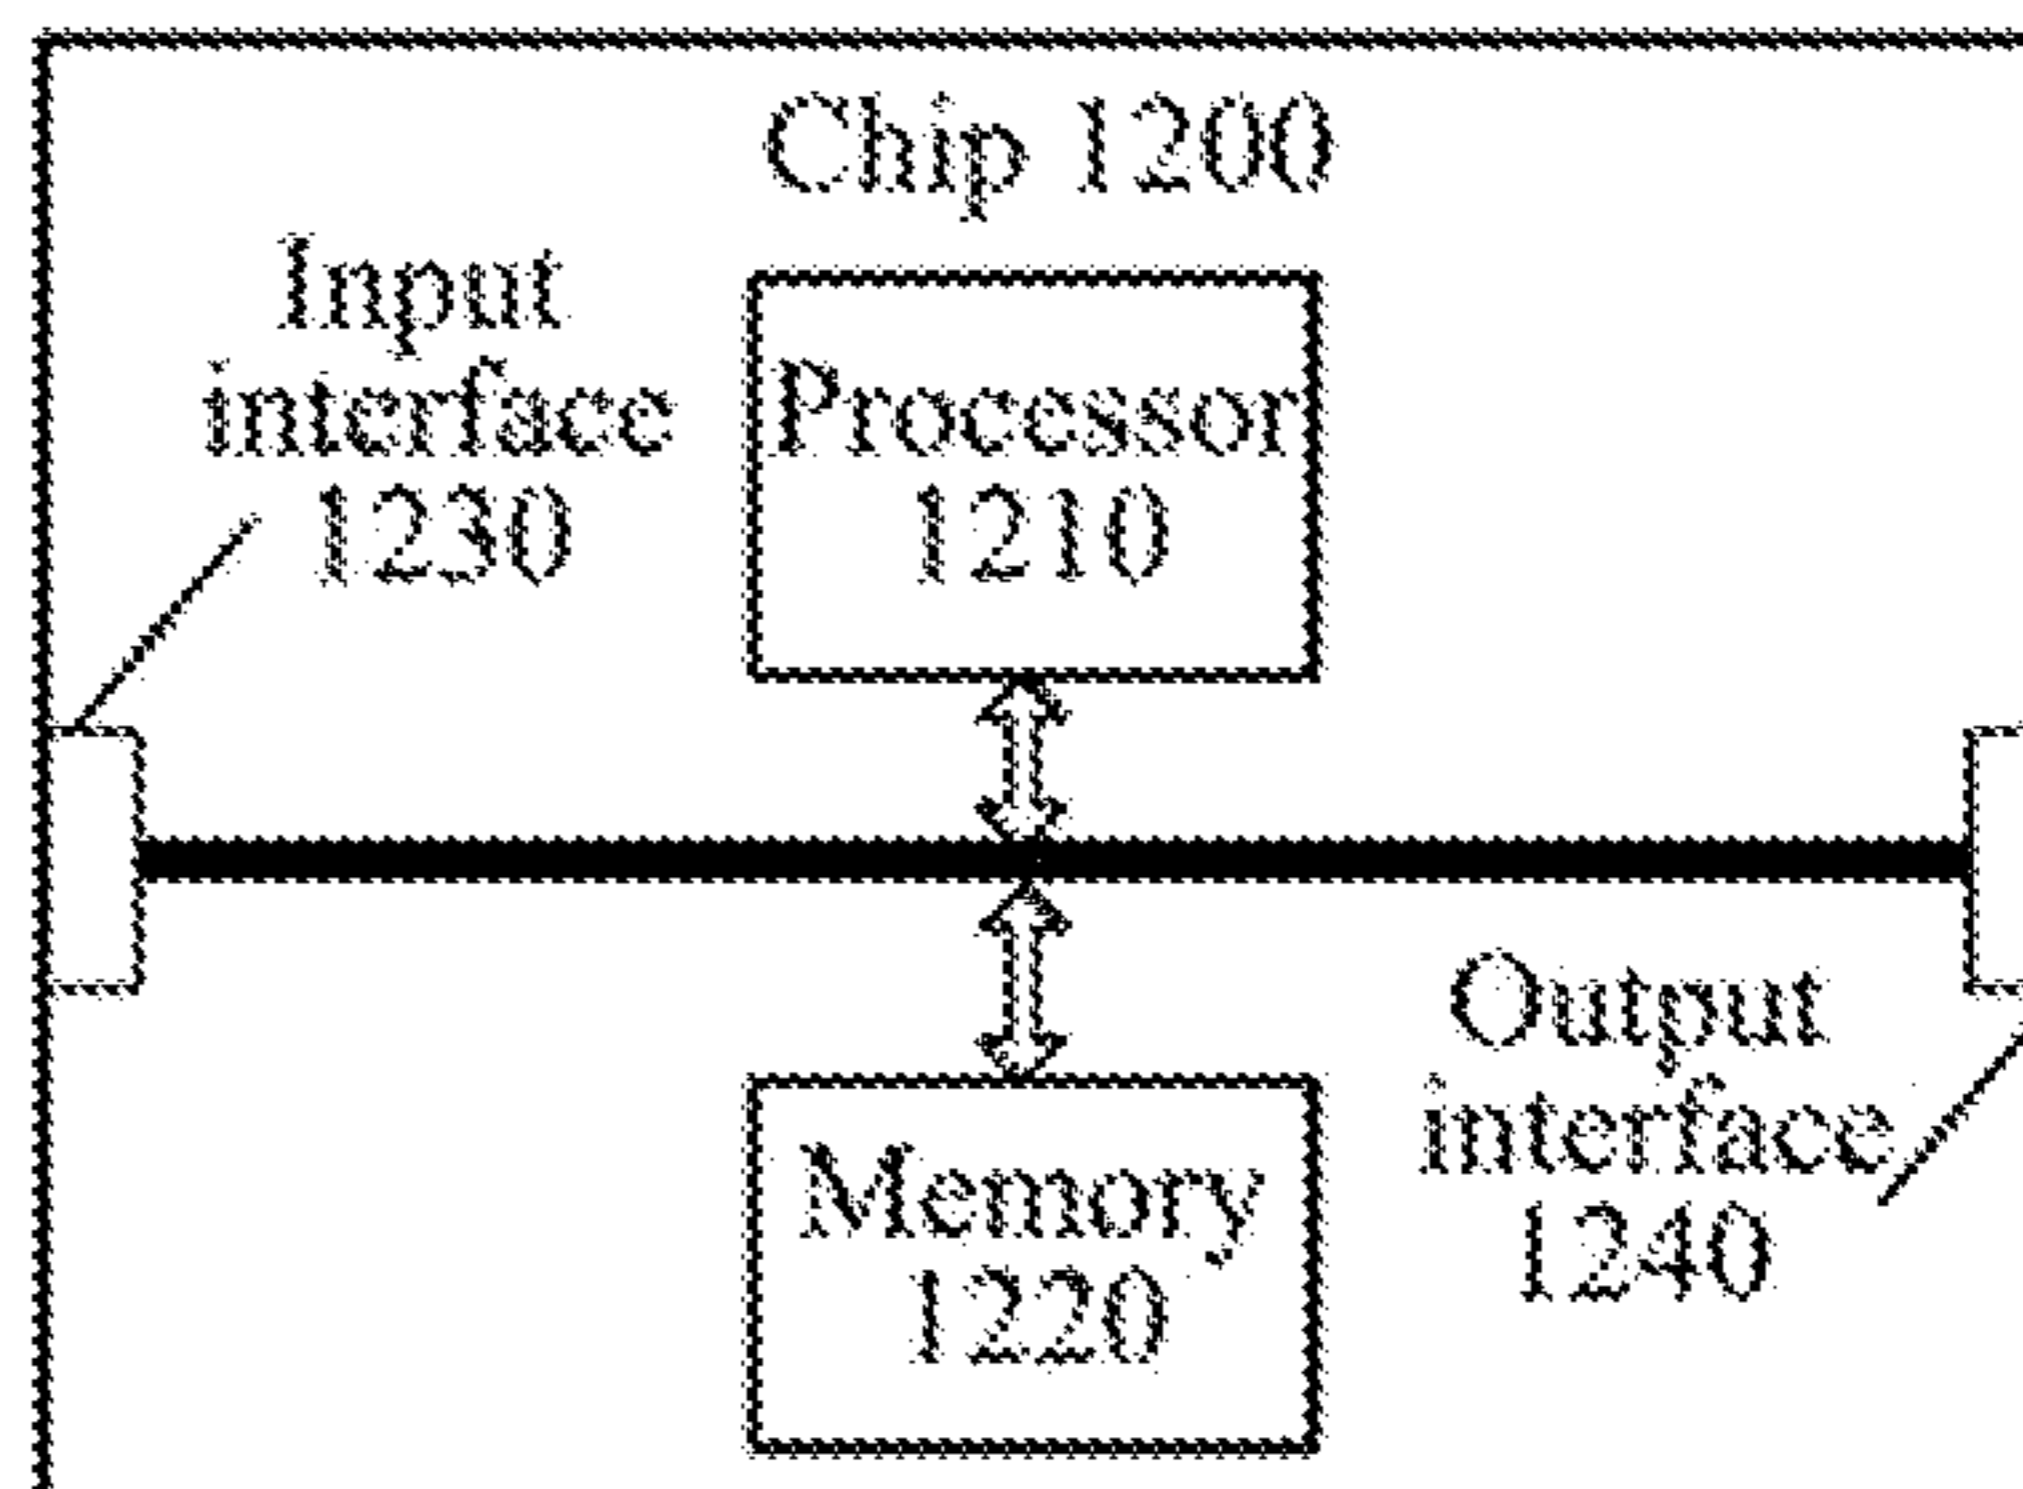 Chip 1200
Input
interface
1230
Processor
1210
Output
interface
1240
Memory
1220